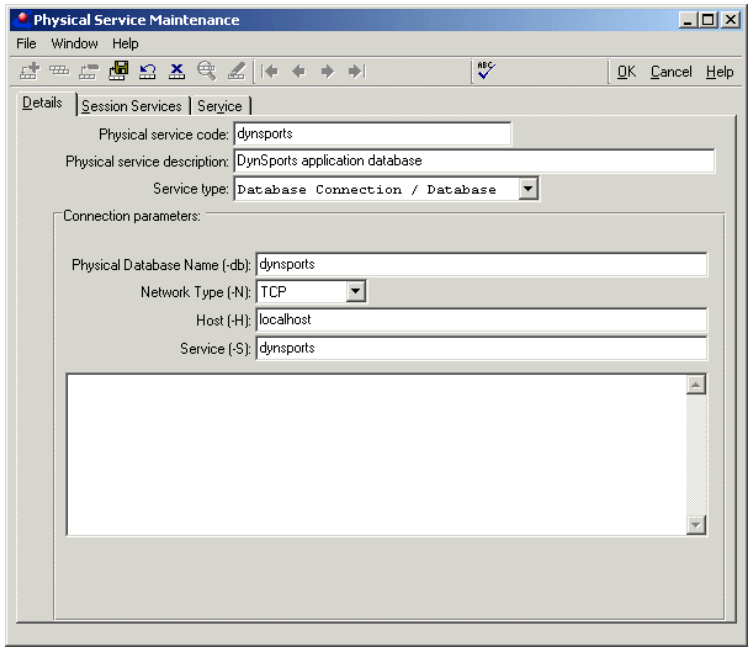 Physical Service Maintenance
File Window Help
ABC
OK Cancel Help
Details Session Services Service
Physical service code: dynsports
Physical service description: DynSports application database
Service type: Database Connection / Database
Connection parameters:
Physical Database Name (-db): dynsports
Network Type (-N): TCP
Host (-H): localhost
Service (-S): dynsports